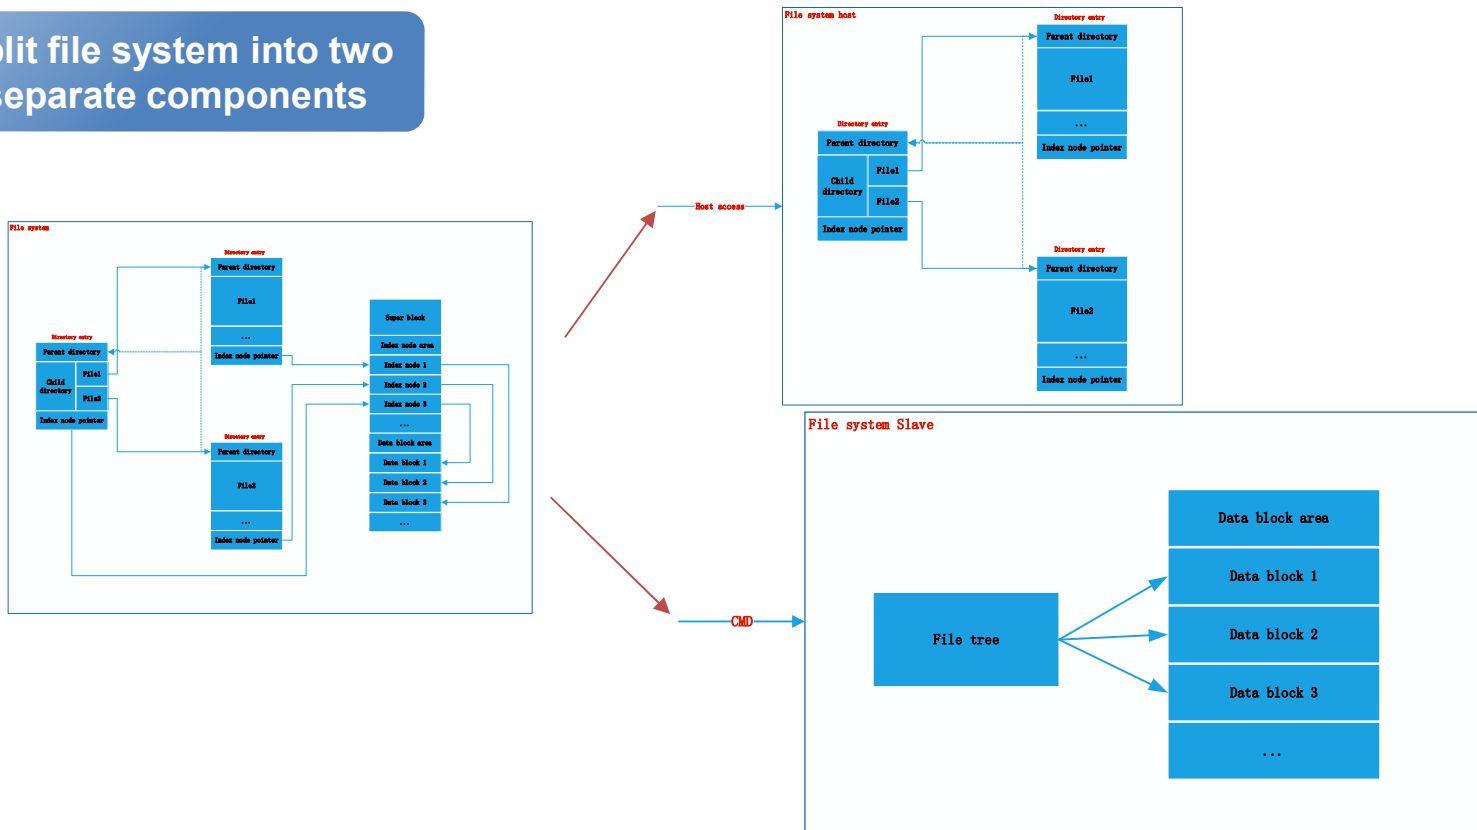 lit file system into two
separate components
File system
Directory entry
Parent directory
Child
directory
File1
File2
Index node pointer
Directory entry
Parent directory
File1
...
Index node pointer
Directory entry
Parent directory
File2
...
Index node pointer
Super block
Index node area
Index node 1
Index node 2
Index node 3
...
Data block area
Data block 1
Data block 2
Data block 3
...
Host access
File system host
Directory entry
Parent directory
Child
directory
File1
File2
Index node pointer
Directory entry
Parent directory
File1
...
Index node pointer
Directory entry
Parent directory
File2
...
Index node pointer
CMD
File system Slave
File tree
Data block area
Data block 1
Data block 2
Data block 3
...